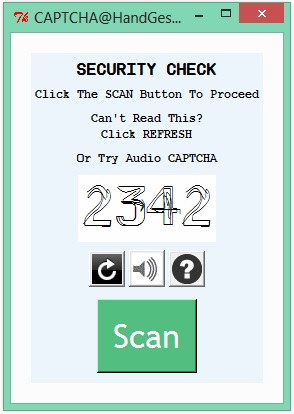 CAPTCHA@HandGes...
SECURITY CHECK
Click The SCAN Button To Proceed
Can't Read This?
Click REFRESH
Or Try Audio CAPTCHA
2342
?
Scan